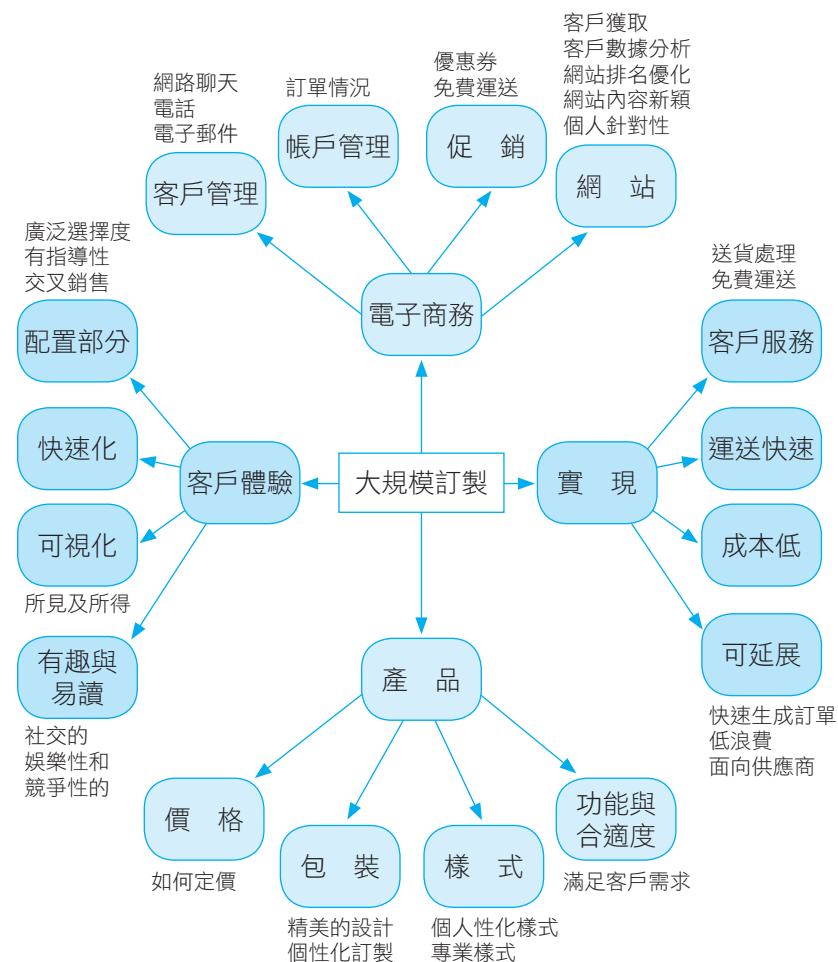 客戶獲取
客戶數據分析
網站排名優化
網站內容新穎
個人針對性
網站
優惠券
免費運送
促銷
訂單情況
帳戶管理
網路聊天
電話
電子郵件
客戶管理
電子商務
廣泛選擇度
有指導性
交叉銷售
配置部分
快速化
可視化
所見及所得
有趣與
易讀
社交的
娛樂性和
競爭性的
客戶體驗
大規模訂製
實現
送貨處理
免費運送
客戶服務
運送快速
成本低
可延展
快速生成訂單
低浪費
面向供應商
產品
價格
如何定價
包裝
精美的設計
個性化訂製
樣式
個人性化樣式
專業樣式
功能與
合適度
滿足客戶需求